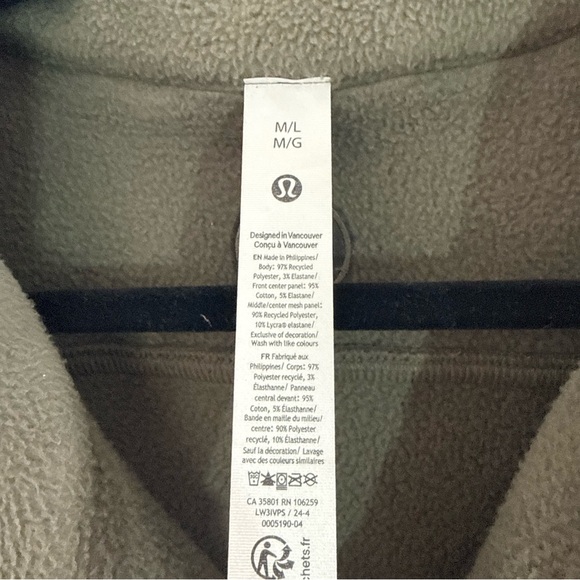 M/L
M/G
Designed in Vancouver
Conçu à Vancouver
EN Made in Philippines/
Body: 97% Recycled
Polyester, 3% Elastane/
Front center panel: 95%
Cotton, 5% Elastane/
Middle/center mesh panel:
90% Recycled Polyester,
10% Lycra® elastane/
Exclusive of decoration/
Wash with like colours
FR Fabriqué aux
Philippines/ Corps: 97%
Polyester recyclé, 3%
Élasthanne/ Panneau
central devant: 95%
Coton, 5% Élasthanne/
Bande en maille du milieu/
centre: 90% Polyester
recyclé, 10% Élasthanne/
Sauf la décoration/ Lavage
avec des couleurs similaires
CA 35801 RN 106259
LW3IVPS / 24-4
0005190-04
chets.fr